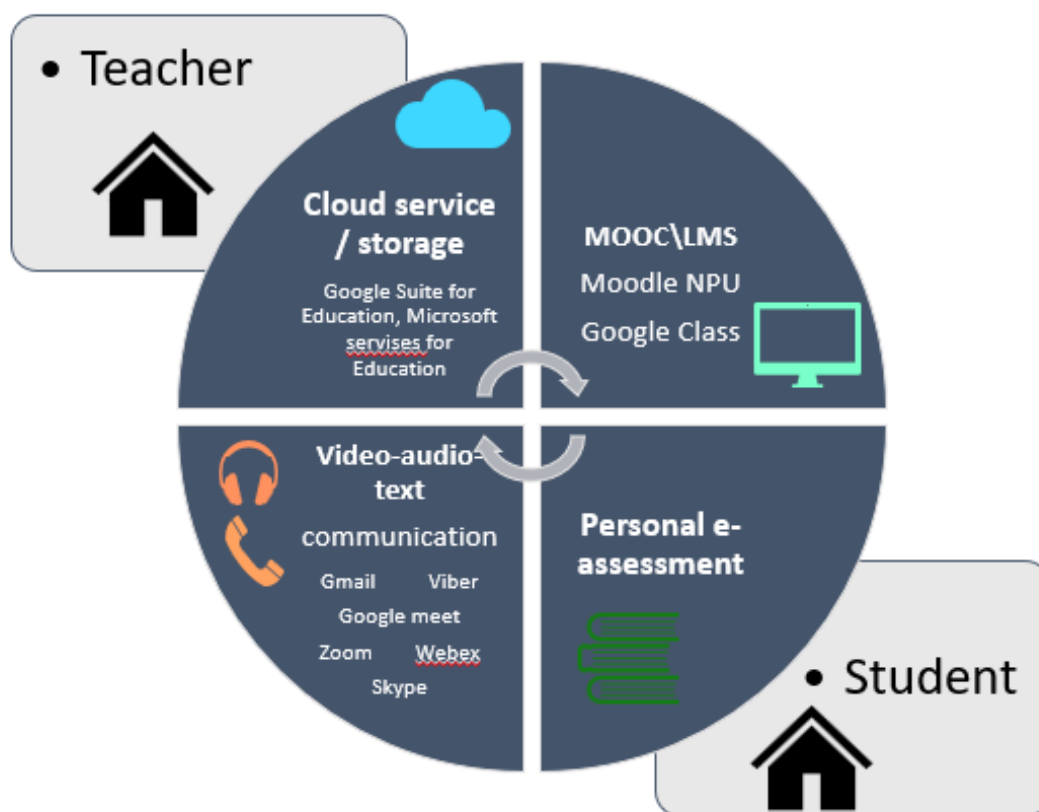 • Teacher
Cloud service
/ storage
Google Suite for
Education, Microsoft
servises for
Education
MOOC\LMS
Moodle NPU
Google Class
Video-audio-
text
communication
Gmail Viber
Google meet
Zoom Webex
Skype
Personal e-
assessment
• Student